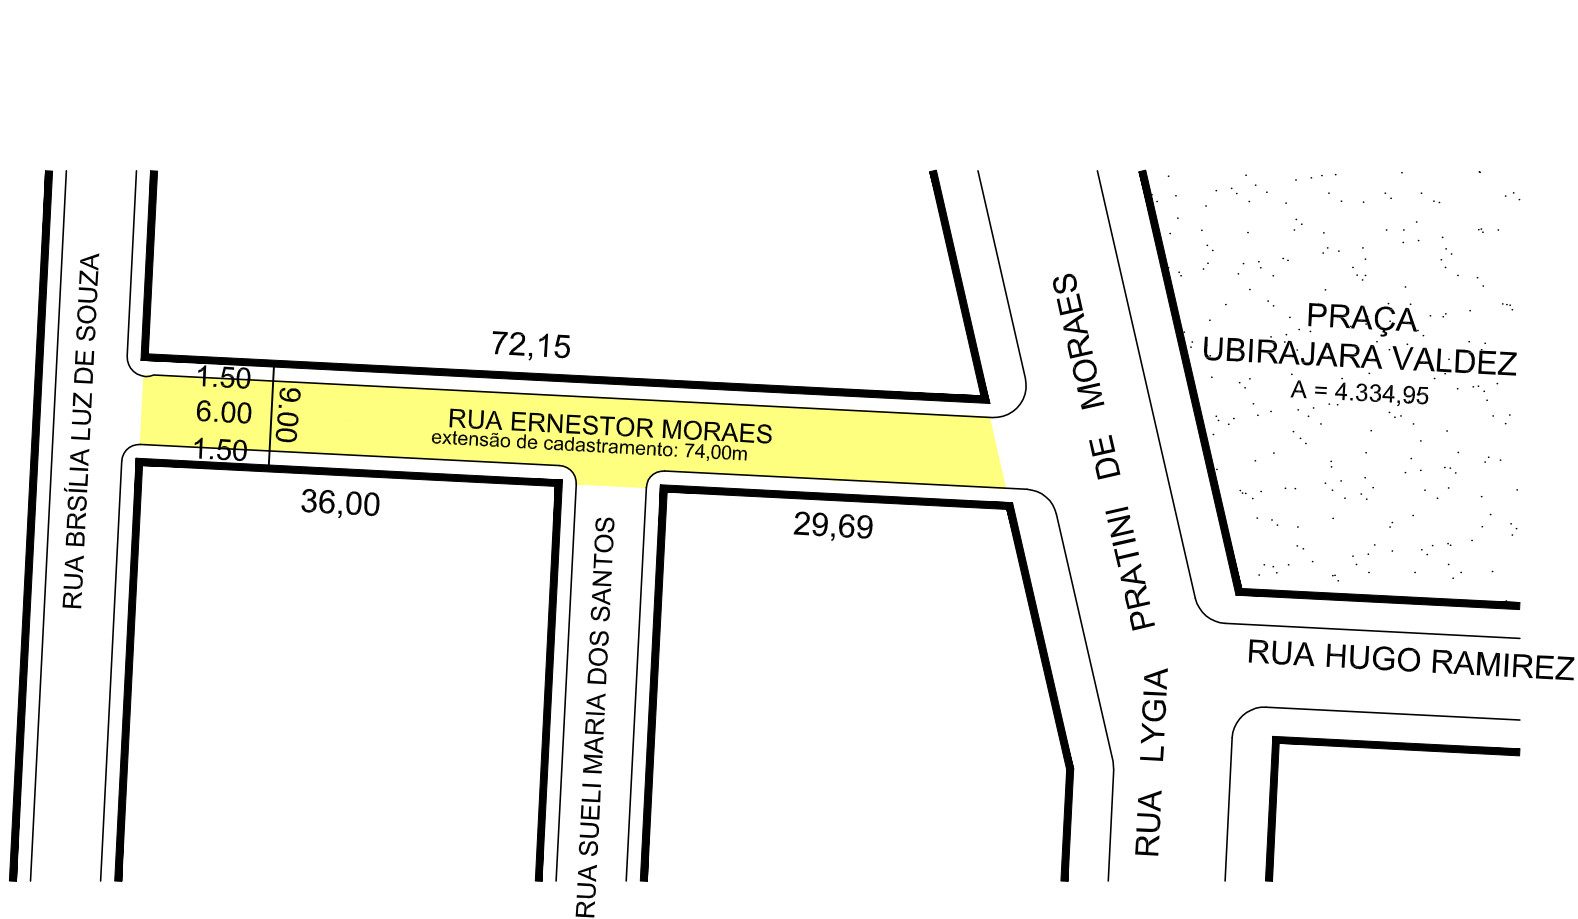 RUA BRSÍLIA LUZ DE SOUZA
72,15
1.50
6.00
1.50
9.00
RUA ERNESTOR MORAES
extensão de cadastramento: 74,00m
36,00
29,69
RUA SUELI MARIA DOS SANTOS
RUA LYGIA PRATINI DE MORAES
PRAÇA
UBIRAJARA VALDEZ
A = 4.334,95
RUA HUGO RAMIREZ